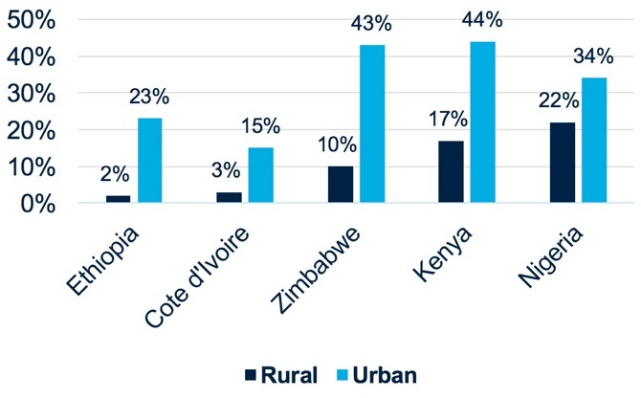 50%
40%
30%
20%
10%
0%
2%
23%
3%
15%
10%
43%
17%
44%
22%
34%
Ethiopia
Cote d'Ivoire
Zimbabwe
Kenya
Nigeria
Rural Urban